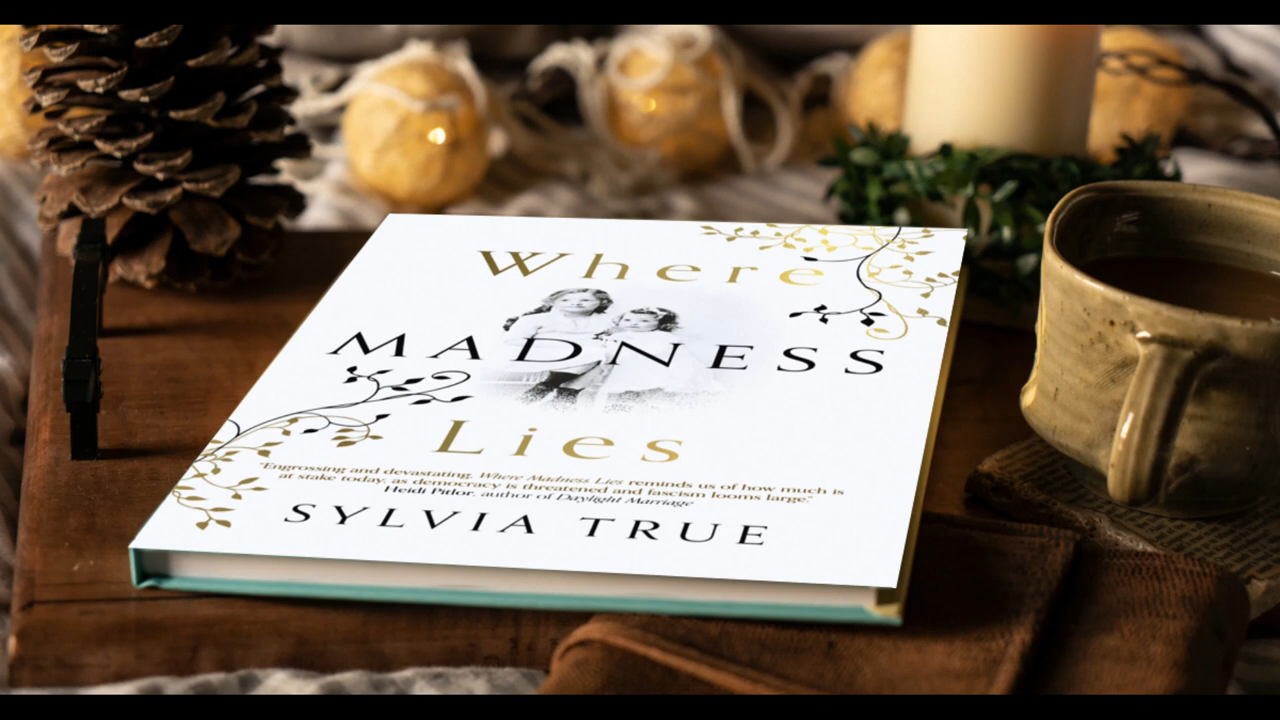 Where
MADNESS
Lies
"Engrossing and devastating, Where Madness Lies reminds us of how much is
at stake today, as democracy is threatened and fascism looms large."
Heidi Pitlor, author of Daylight Marriage
SYLVIA TRUE